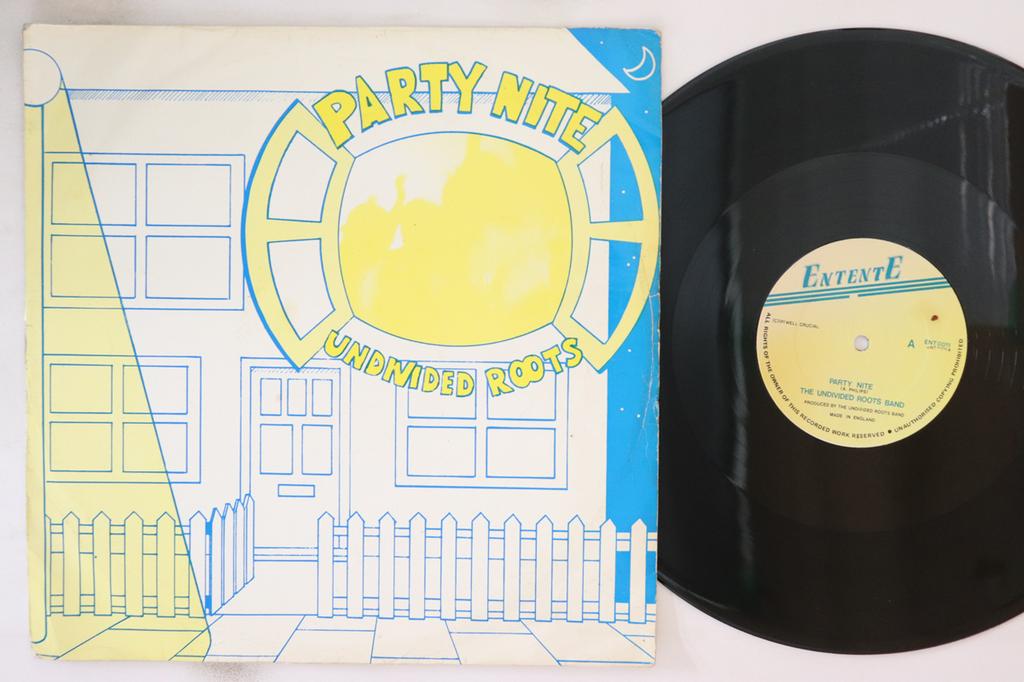 PARTY NITE
UNDIVIDED ROOTS
ENTENTE
A
PARTY NITE
(A. PHILIPS)
THE UNDIVIDED ROOTS BAND
PRODUCED BY THE UNDIVIDED ROOTS BAND
MADE IN ENGLAND
ALL RIGHTS OF THE OWNER OF THIS RECORDED WORK RESERVED ● UNAUTHORISED COPYING PROHIBITED